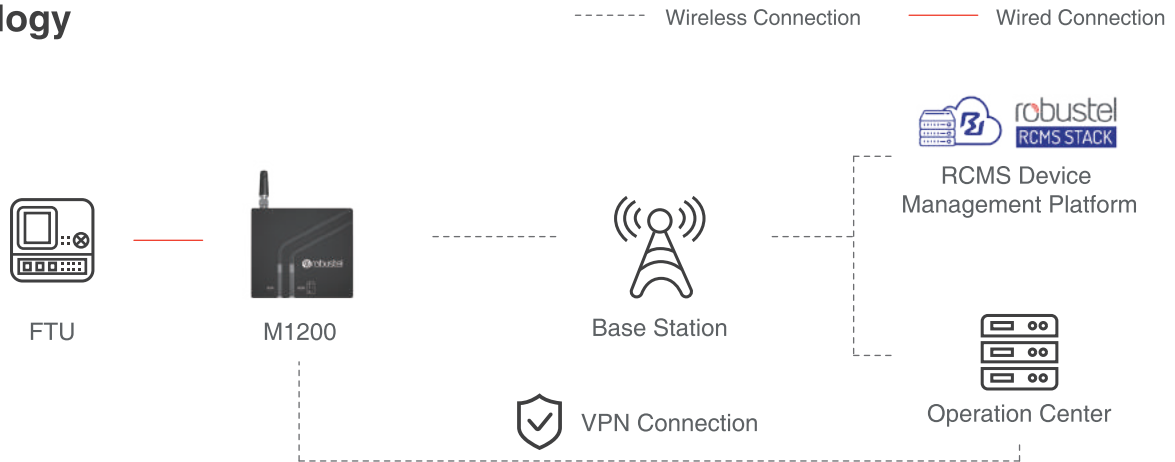 logy
Wireless Connection
Wired Connection
robustel
RCMS STACK
RCMS Device
Management Platform
robustel
FTU
M1200
Base Station
Operation Center
VPN Connection